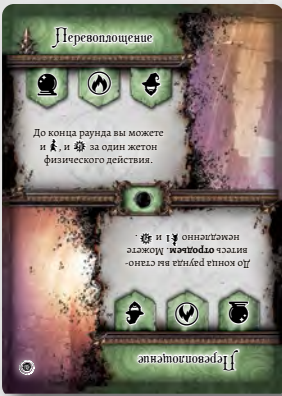 Перевоплощение
До конца раунда вы можете
и , и за один жетон
физического действия.
До конца раунда вы стано-
витесь отродьем. Можете
немедленно 1 и .
Перевоплощение